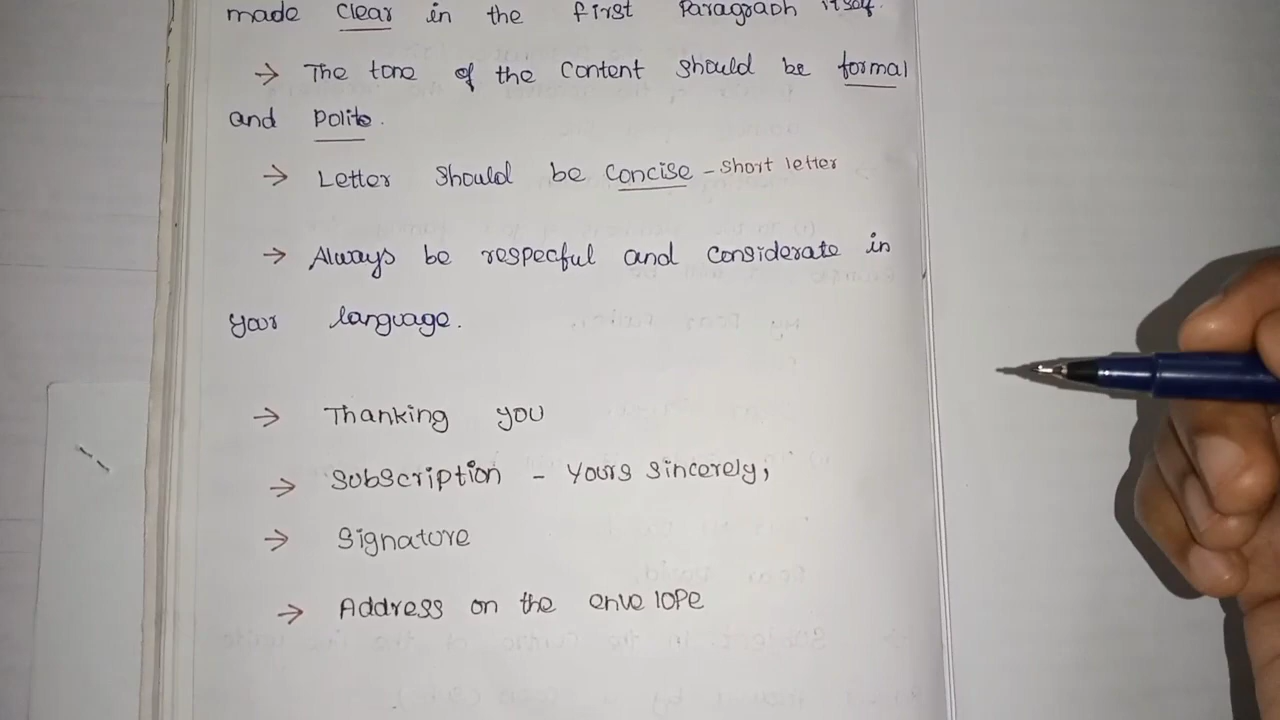 made clear in the first Paragraph itself.
→ The tone of the content should be formal
and Polite.
→ Letter should be concise - short letter
→ Always be respecful and considerate in
your language.
→ Thanking you
→ Subscription - yours sincerely,
→ Signature
→ Address on the envelope